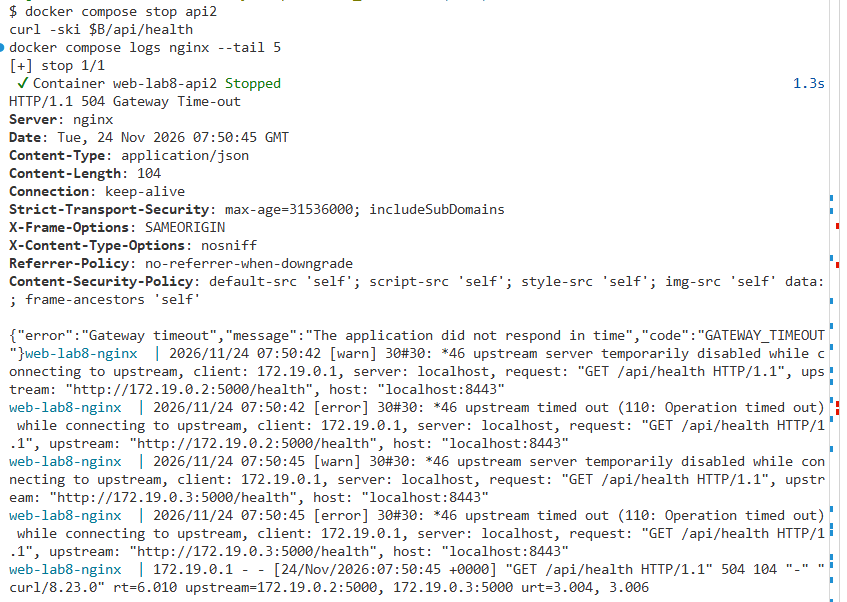 $ docker compose stop api2
curl -ski $B/api/health
docker compose logs nginx --tail 5
[+] stop 1/1
✓ Container web-lab8-api2 Stopped 1.3s
HTTP/1.1 504 Gateway Time-out
Server: nginx
Date: Tue, 24 Nov 2026 07:50:45 GMT
Content-Type: application/json
Content-Length: 104
Connection: keep-alive
Strict-Transport-Security: max-age=31536000; includeSubDomains
X-Frame-Options: SAMEORIGIN
X-Content-Type-Options: nosniff
Referrer-Policy: no-referrer-when-downgrade
Content-Security-Policy: default-src 'self'; script-src 'self'; style-src 'self'; img-src 'self' data:
; frame-ancestors 'self'

{"error":"Gateway timeout","message":"The application did not respond in time","code":"GATEWAY_TIMEOUT
"}web-lab8-nginx  | 2026/11/24 07:50:42 [warn] 30#30: *46 upstream server temporarily disabled while c
onnecting to upstream, client: 172.19.0.1, server: localhost, request: "GET /api/health HTTP/1.1", ups
tream: "http://172.19.0.2:5000/health", host: "localhost:8443"
web-lab8-nginx  | 2026/11/24 07:50:42 [error] 30#30: *46 upstream timed out (110: Operation timed out)
 while connecting to upstream, client: 172.19.0.1, server: localhost, request: "GET /api/health HTTP/1
.1", upstream: "http://172.19.0.2:5000/health", host: "localhost:8443"
web-lab8-nginx  | 2026/11/24 07:50:45 [warn] 30#30: *46 upstream server temporarily disabled while con
necting to upstream, client: 172.19.0.1, server: localhost, request: "GET /api/health HTTP/1.1", upstr
eam: "http://172.19.0.3:5000/health", host: "localhost:8443"
web-lab8-nginx  | 2026/11/24 07:50:45 [error] 30#30: *46 upstream timed out (110: Operation timed out)
 while connecting to upstream, client: 172.19.0.1, server: localhost, request: "GET /api/health HTTP/1
.1", upstream: "http://172.19.0.3:5000/health", host: "localhost:8443"
web-lab8-nginx  | 172.19.0.1 - - [24/Nov/2026:07:50:45 +0000] "GET /api/health HTTP/1.1" 504 104 "-" "
curl/8.23.0" rt=6.010 upstream=172.19.0.2:5000, 172.19.0.3:5000 urt=3.004, 3.006